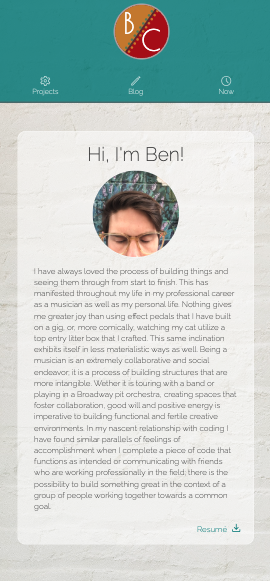 B
C
Projects
Blog
Now
Hi, I'm Ben!
I have always loved the process of building things and
seeing them through from start to finish. This has
manifested throughout my life in my professional career
as a musician as well as my personal life. Nothing gives
me greater joy than using effect pedals that I have built
on a gig, or, more comically, watching my cat utilize a
top entry litter box that I crafted. This same inclination
exhibits itself in less materialistic ways as well. Being a
musician is an extremely collaborative and social
endeavor; it is a process of building structures that are
more intangible. Wether it is touring with a band or
playing in a Broadway pit orchestra, creating spaces that
foster collaboration, good will and positive energy is
imperative to building functional and fertile creative
environments. In my nascent relationship with coding I
have found similar parallels of feelings of
accomplishment when I complete a piece of code that
functions as intended or communicating with friends
who are working professionally in the field; there is the
possibility to build something great in the context of a
group of people working together towards a common
goal.
Resume